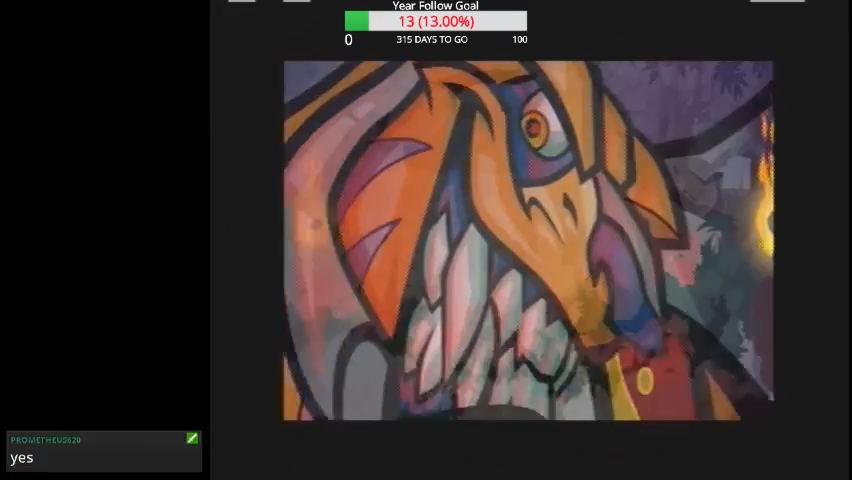 Year Follow Goal
13 (13.00%)
0 315 DAYS TO GO 100
PROMETHEUS620
yes